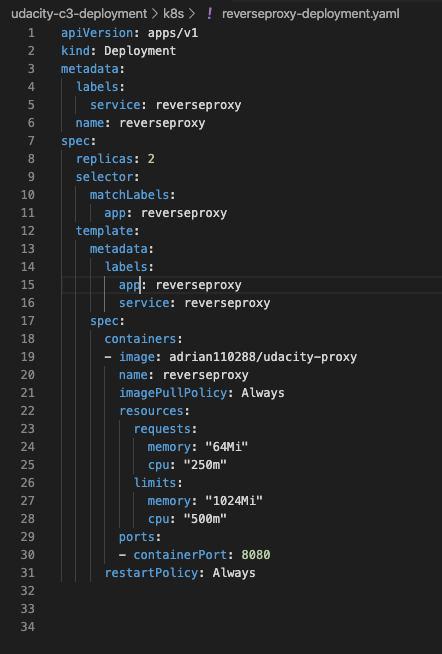 udacity-c3-deployment > k8s > ! reverseproxy-deployment.yaml
1 apiVersion: apps/v1
2 kind: Deployment
3 metadata:
4   labels:
5     service: reverseproxy
6   name: reverseproxy
7 spec:
8   replicas: 2
9   selector:
10     matchLabels:
11       app: reverseproxy
12   template:
13     metadata:
14       labels:
15         app: reverseproxy
16         service: reverseproxy
17     spec:
18       containers:
19       - image: adrian110288/udacity-proxy
20         name: reverseproxy
21         imagePullPolicy: Always
22         resources:
23           requests:
24             memory: "64Mi"
25             cpu: "250m"
26           limits:
27             memory: "1024Mi"
28             cpu: "500m"
29         ports:
30         - containerPort: 8080
31       restartPolicy: Always
32
33
34